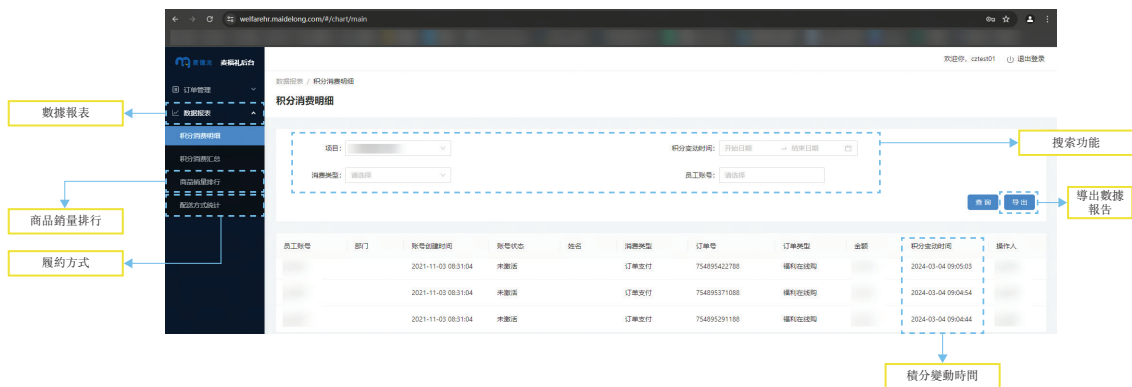 welfarehr.maidelong.com/#/chart/main
麦德龙 麦福礼后台
欢迎你, cztest01 退出登录
订单管理
数据报表 / 积分消费明细
积分消费明细
數據報表
数据报表
积分消费明细
积分消费汇总
商品销量排行
配送方式统计
商品銷量排行
履約方式
项目:
积分变动时间: 开始日期 → 结束日期
消费类型: 请选择
员工账号: 请选择
搜索功能
查 询
导 出
導出數據
報告
员工账号 部门 账号创建时间 账号状态 姓名 消费类型 订单号 订单类型 金额 积分变动时间 操作人
2021-11-03 08:31:04 未激活 订单支付 754895422788 福利在线购 2024-03-04 09:05:03
2021-11-03 08:31:04 未激活 订单支付 754895371088 福利在线购 2024-03-04 09:04:54
2021-11-03 08:31:04 未激活 订单支付 754895291188 福利在线购 2024-03-04 09:04:44
積分變動時間